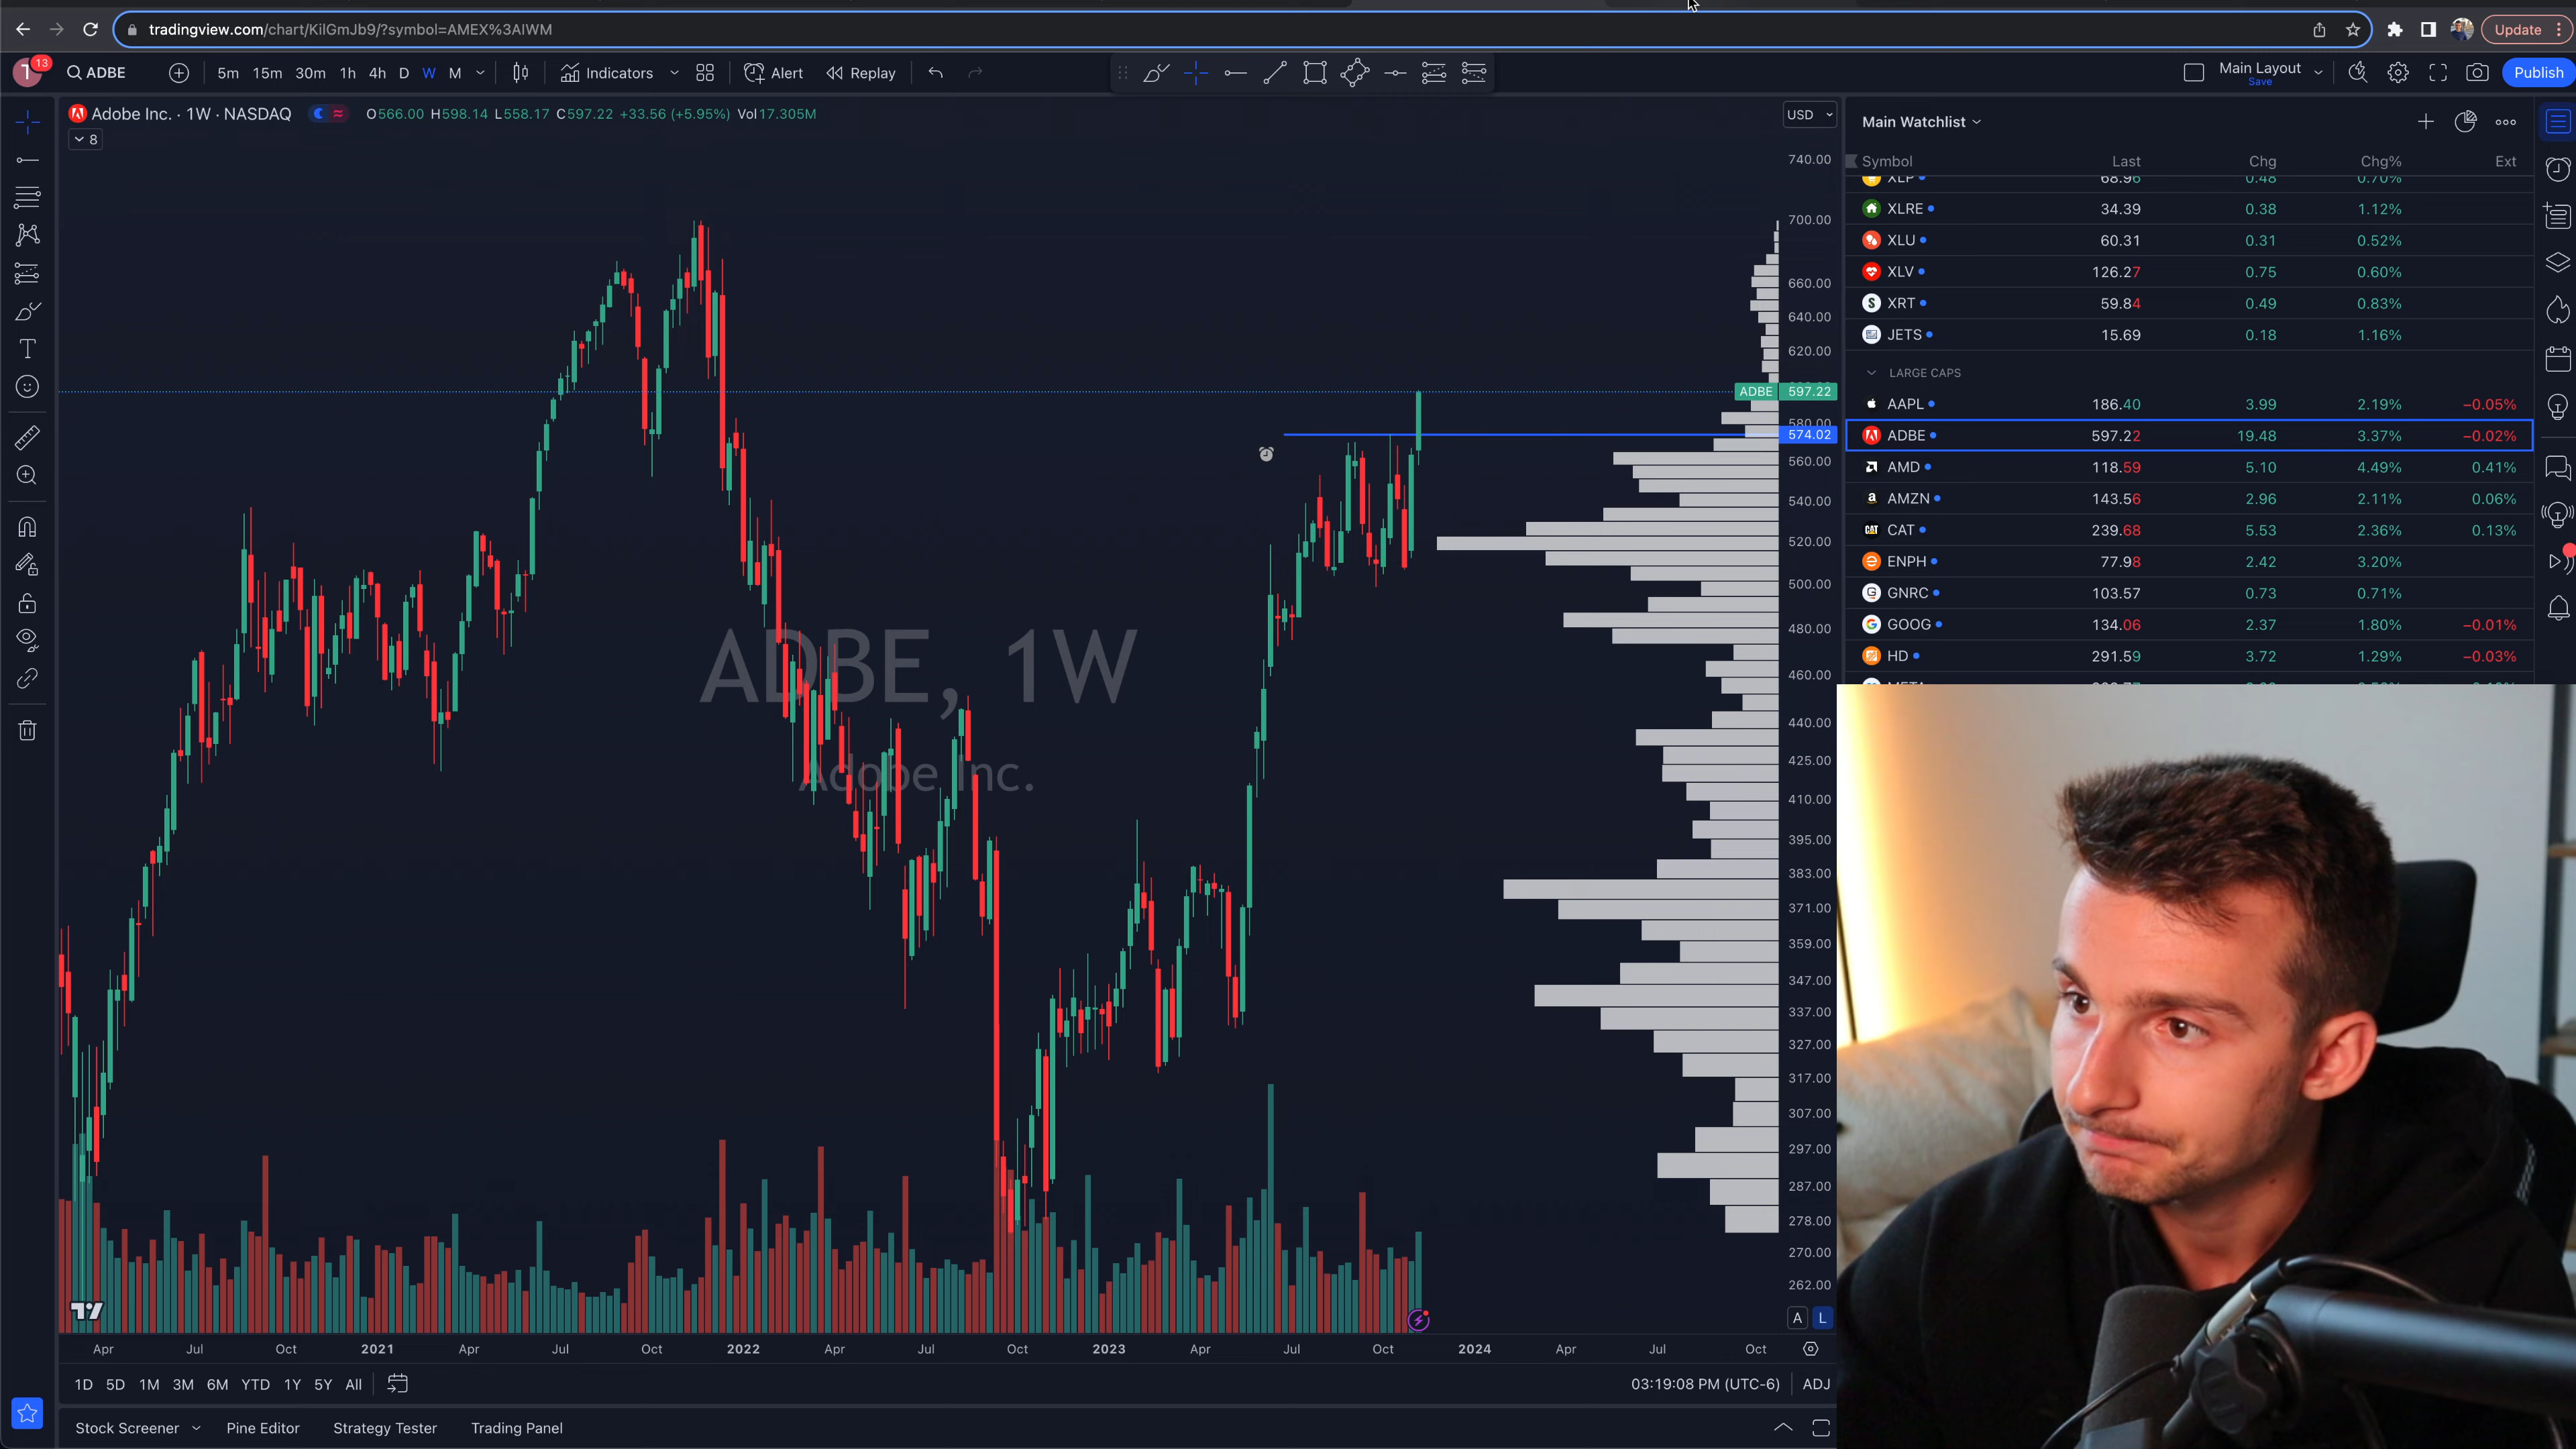 tradingview.com/chart/KilGmJb9/?symbol=AMEX%3AIWM
Update
13
ADBE
5m 15m 30m 1h 4h D W M
Indicators
Alert
Replay
Main Layout
Save
Publish
Adobe Inc. · 1W · NASDAQ
O566.00 H598.14 L558.17 C597.22 +33.56 (+5.95%) Vol17.305M
8
USD
ADBE, 1W
Adobe Inc.
740.00
700.00
660.00
640.00
620.00
ADBE 597.22
580.00
574.02
560.00
540.00
520.00
500.00
480.00
460.00
440.00
425.00
410.00
395.00
383.00
371.00
359.00
347.00
337.00
327.00
317.00
307.00
297.00
287.00
278.00
270.00
262.00
A L
Apr Jul Oct 2021 Apr Jul Oct 2022 Apr Jul Oct 2023 Apr Jul Oct 2024 Apr Jul Oct
1D 5D 1M 3M 6M YTD 1Y 5Y All
03:19:08 PM (UTC-6) ADJ
Stock Screener Pine Editor Strategy Tester Trading Panel
Main Watchlist
Symbol Last Chg Chg% Ext
XLP 68.96 0.48 0.70%
XLRE 34.39 0.38 1.12%
XLU 60.31 0.31 0.52%
XLV 126.27 0.75 0.60%
XRT 59.84 0.49 0.83%
JETS 15.69 0.18 1.16%
LARGE CAPS
AAPL 186.40 3.99 2.19% −0.05%
ADBE 597.22 19.48 3.37% −0.02%
AMD 118.59 5.10 4.49% 0.41%
AMZN 143.56 2.96 2.11% 0.06%
CAT 239.68 5.53 2.36% 0.13%
ENPH 77.98 2.42 3.20%
GNRC 103.57 0.73 0.71%
GOOG 134.06 2.37 1.80% −0.01%
HD 291.59 3.72 1.29% −0.03%